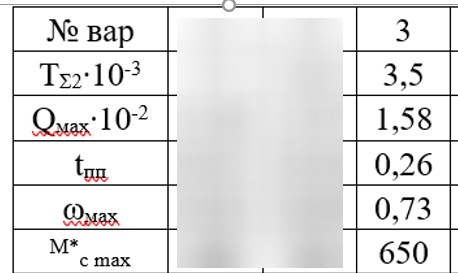 № вар 3
TΣ2·10-3 3,5
Qмах·10-2 1,58
tпп 0,26
ωмах 0,73
M*c max 650